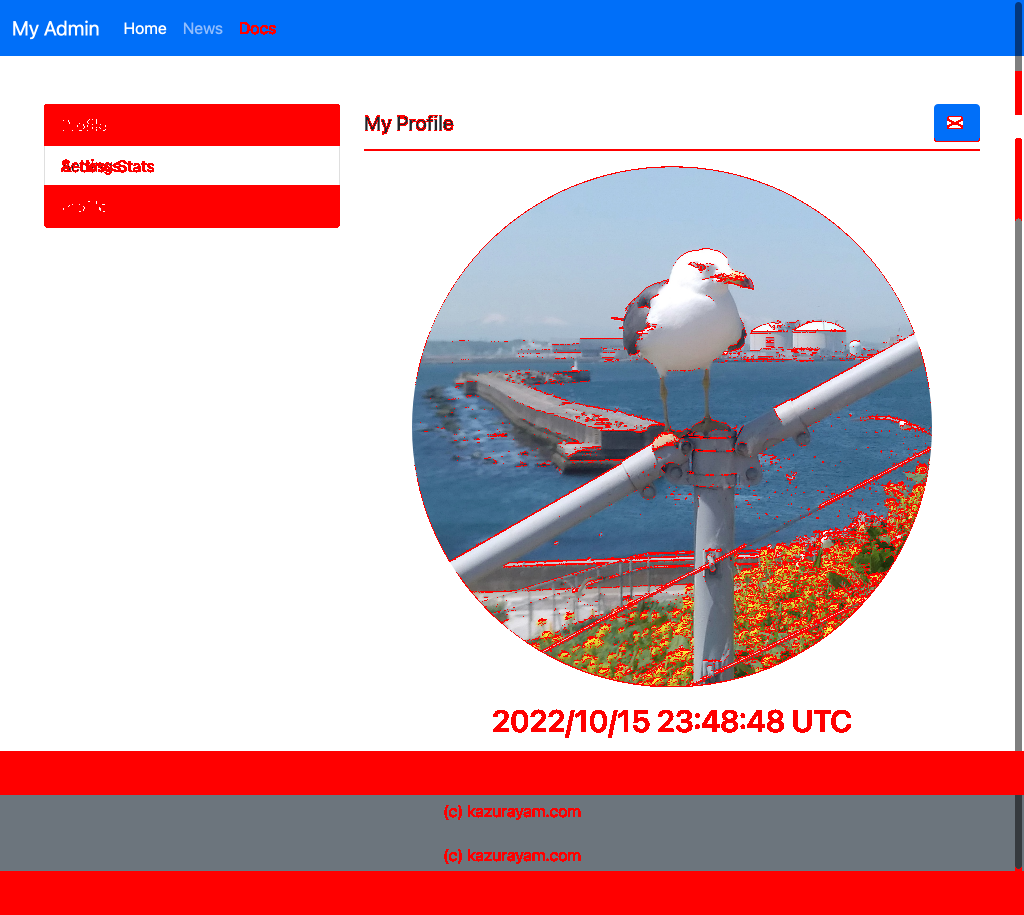 My Admin Home News Docs
Profile
My Profile
Stats
Profile
2022/10/15 23:48:48 UTC
(c) kazurayam.com
(c) kazurayam.com